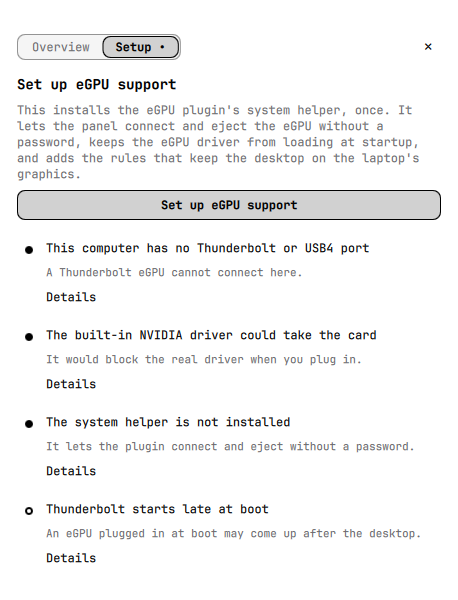 Overview Setup • ×
Set up eGPU support
This installs the eGPU plugin's system helper, once. It
lets the panel connect and eject the eGPU without a
password, keeps the eGPU driver from loading at startup,
and adds the rules that keep the desktop on the laptop's
graphics.
Set up eGPU support
This computer has no Thunderbolt or USB4 port
A Thunderbolt eGPU cannot connect here.
Details
The built-in NVIDIA driver could take the card
It would block the real driver when you plug in.
Details
The system helper is not installed
It lets the plugin connect and eject without a password.
Details
Thunderbolt starts late at boot
An eGPU plugged in at boot may come up after the desktop.
Details